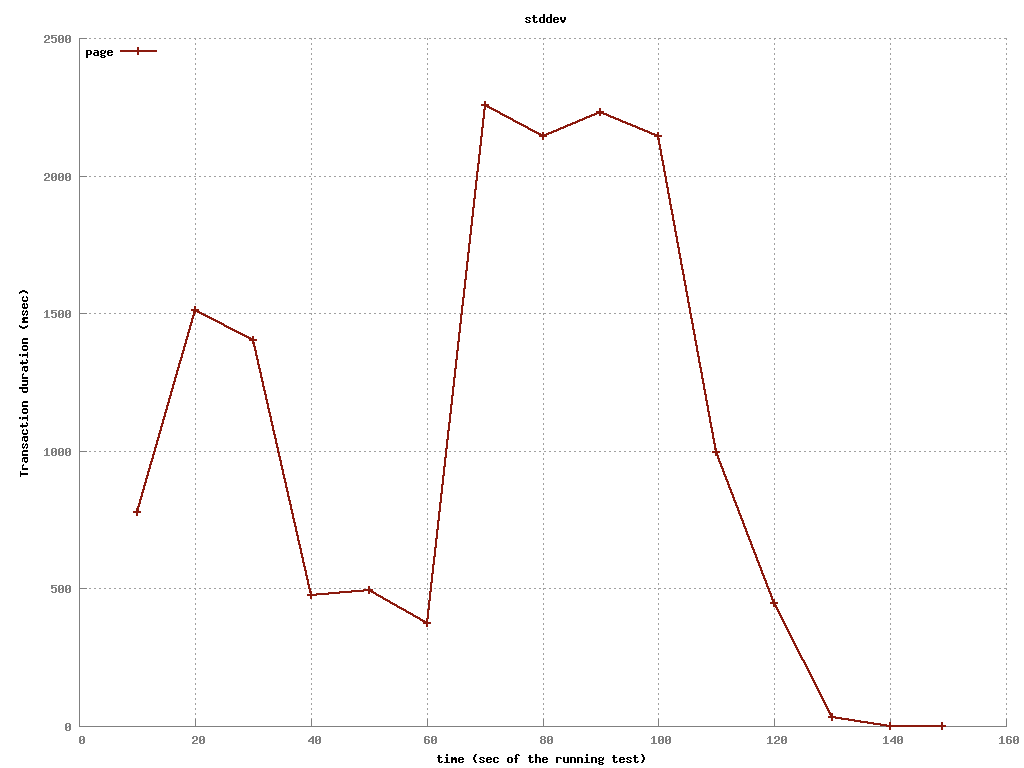 stddev
page
2500
2000
1500
1000
500
0
Transaction duration (msec)
0 20 40 60 80 100 120 140 160
time (sec of the running test)